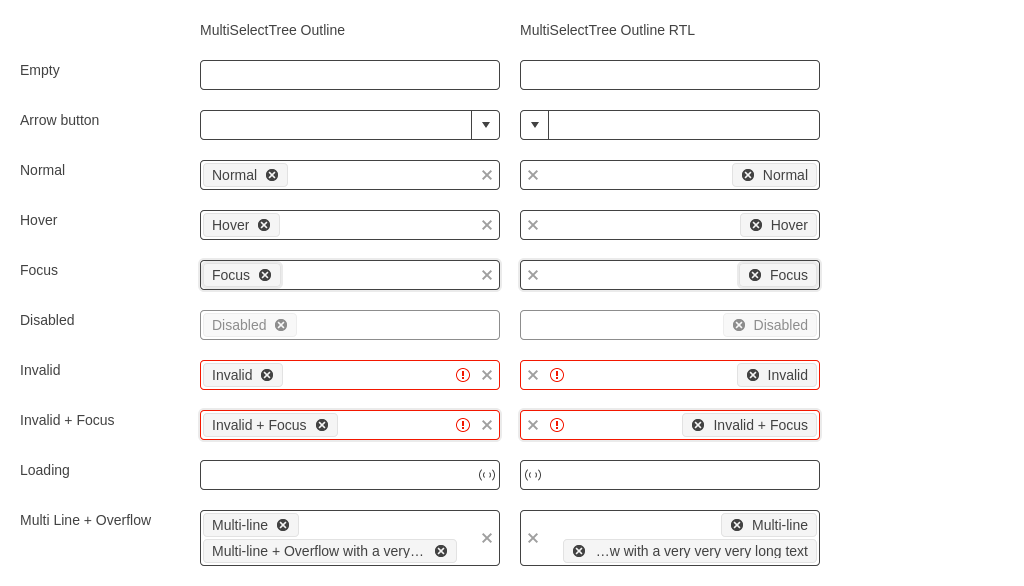 MultiSelectTree Outline MultiSelectTree Outline RTL
Empty
Arrow button
Normal Normal Normal
Hover Hover Hover
Focus Focus Focus
Disabled Disabled Disabled
Invalid Invalid Invalid
Invalid + Focus Invalid + Focus Invalid + Focus
Loading
Multi Line + Overflow Multi-line Multi-line
Multi-line + Overflow with a very… …w with a very very very long text